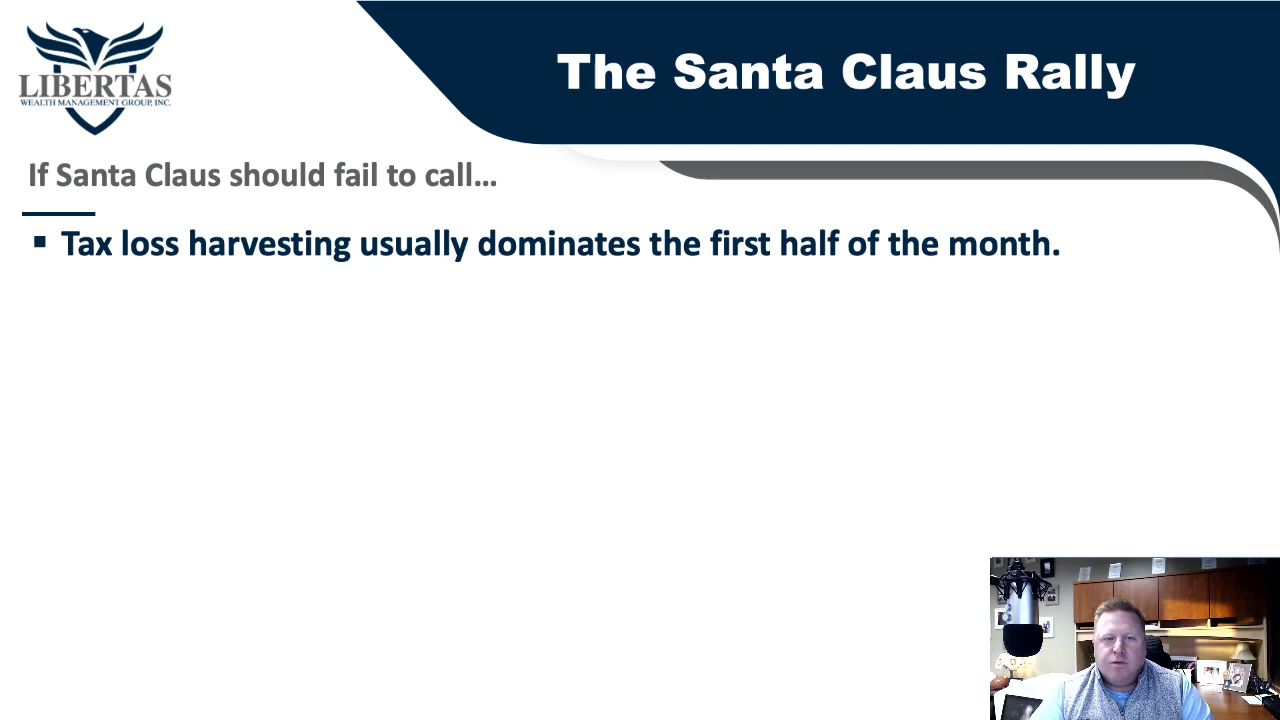 LIBERTAS
WEALTH MANAGEMENT GROUP, INC.
The Santa Claus Rally
If Santa Claus should fail to call...
▪ Tax loss harvesting usually dominates the first half of the month.